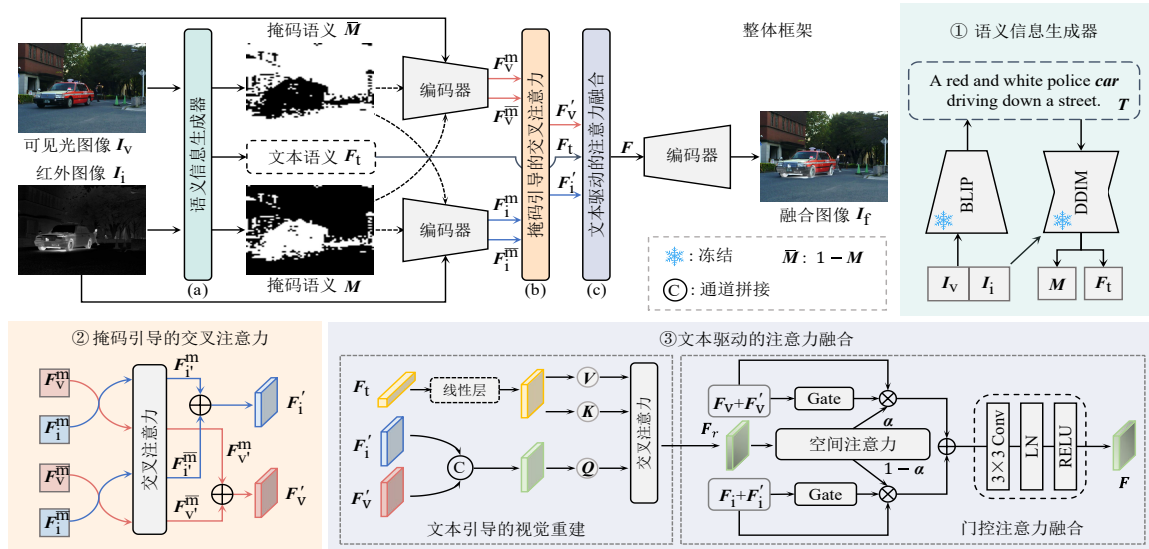 整体框架
掩码语义 M̄
可见光图像 Iv
红外图像 Ii
语义信息生成器
(a)
文本语义 Ft
掩码语义 M
编码器
编码器
Fvm
Fvm̄
Fim
Fim̄
掩码引导的交叉注意力
(b)
Fv′
Ft
Fi′
文本驱动的注意力融合
(c)
F
编码器
融合图像 If
: 冻结
M̄: 1 − M
C : 通道拼接
① 语义信息生成器
A red and white police car
driving down a street. T
BLIP
DDIM
Iv
Ii
M
Ft
② 掩码引导的交叉注意力
Fvm
Fim
Fvm̄
Fim̄
交叉注意力
Fi′m
Fi′m̄
Fv′m
Fv′m̄
Fi′
Fv′
③文本驱动的注意力融合
Ft
线性层
Fi′
Fv′
C
V
K
Q
交叉注意力
文本引导的视觉重建
Fr
Fv+Fv′
Gate
α
空间注意力
1 − α
Fi+Fi′
Gate
3×3 Conv
LN
RELU
F
门控注意力融合